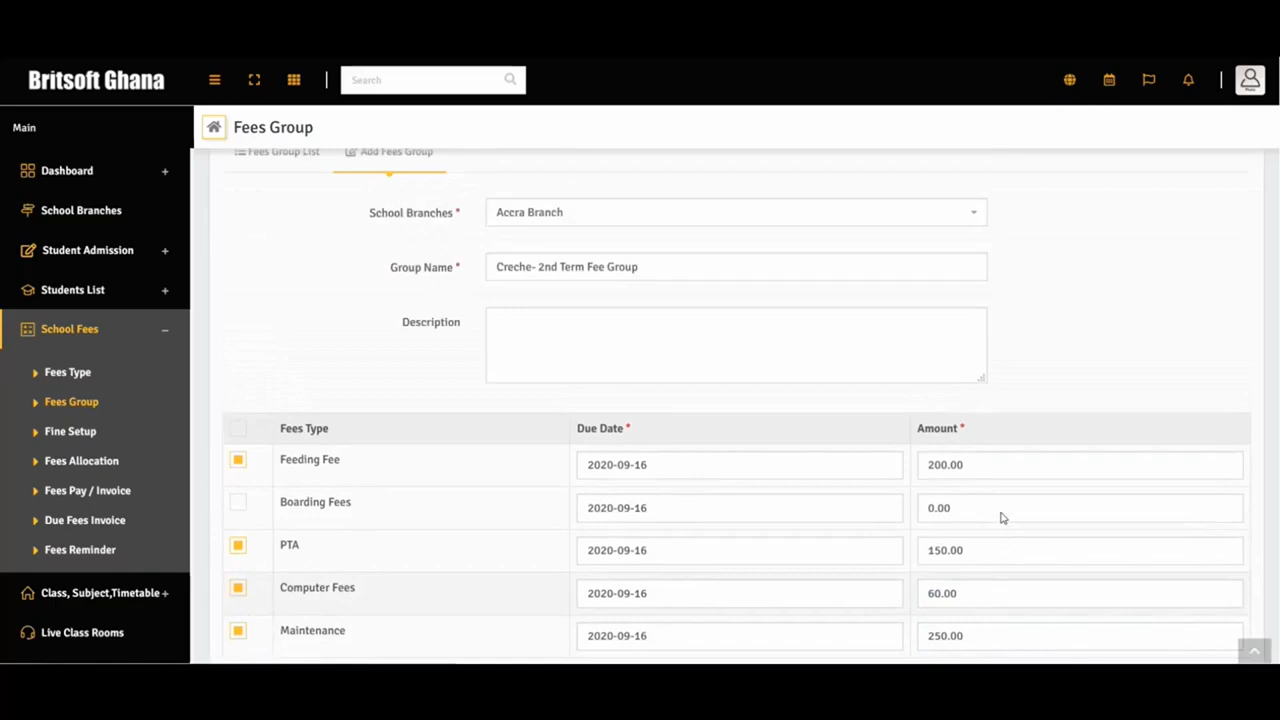 Britsoft Ghana
Search
Main
Fees Group
Fees Group List
Add Fees Group
Dashboard +
School Branches
Student Admission +
Students List +
School Fees −
Fees Type
Fees Group
Fine Setup
Fees Allocation
Fees Pay / Invoice
Due Fees Invoice
Fees Reminder
Class, Subject,Timetable +
Live Class Rooms
School Branches * Accra Branch
Group Name * Creche- 2nd Term Fee Group
Description
Fees Type Due Date * Amount *
Feeding Fee 2020-09-16 200.00
Boarding Fees 2020-09-16 0.00
PTA 2020-09-16 150.00
Computer Fees 2020-09-16 60.00
Maintenance 2020-09-16 250.00